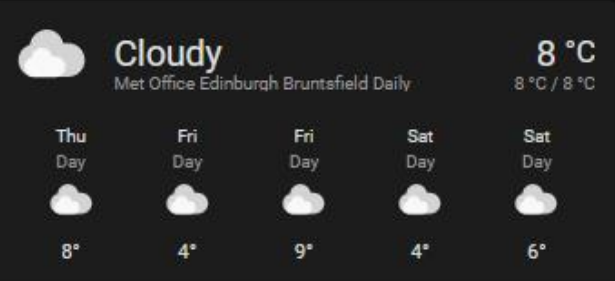 Cloudy
8 °C
Met Office Edinburgh Bruntsfield Daily
8 °C / 8 °C
Thu Fri Fri Sat Sat
Day Day Day Day Day
8° 4° 9° 4° 6°